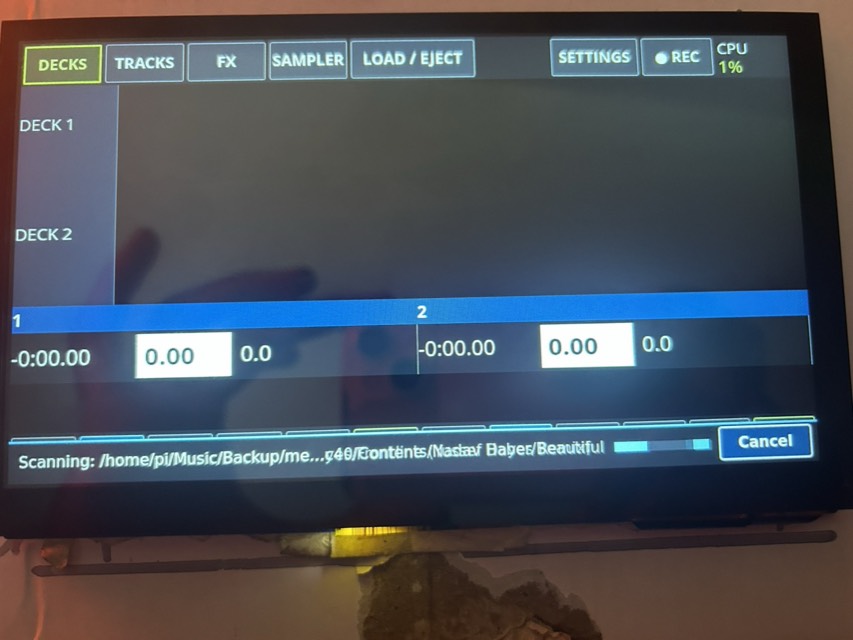 DECKS TRACKS FX SAMPLER LOAD / EJECT SETTINGS REC CPU
1%
DECK 1
DECK 2
1 2
-0:00.00 0.00 0.0 -0:00.00 0.00 0.0
Scanning: /home/pi/Music/Backup/me... Cancel